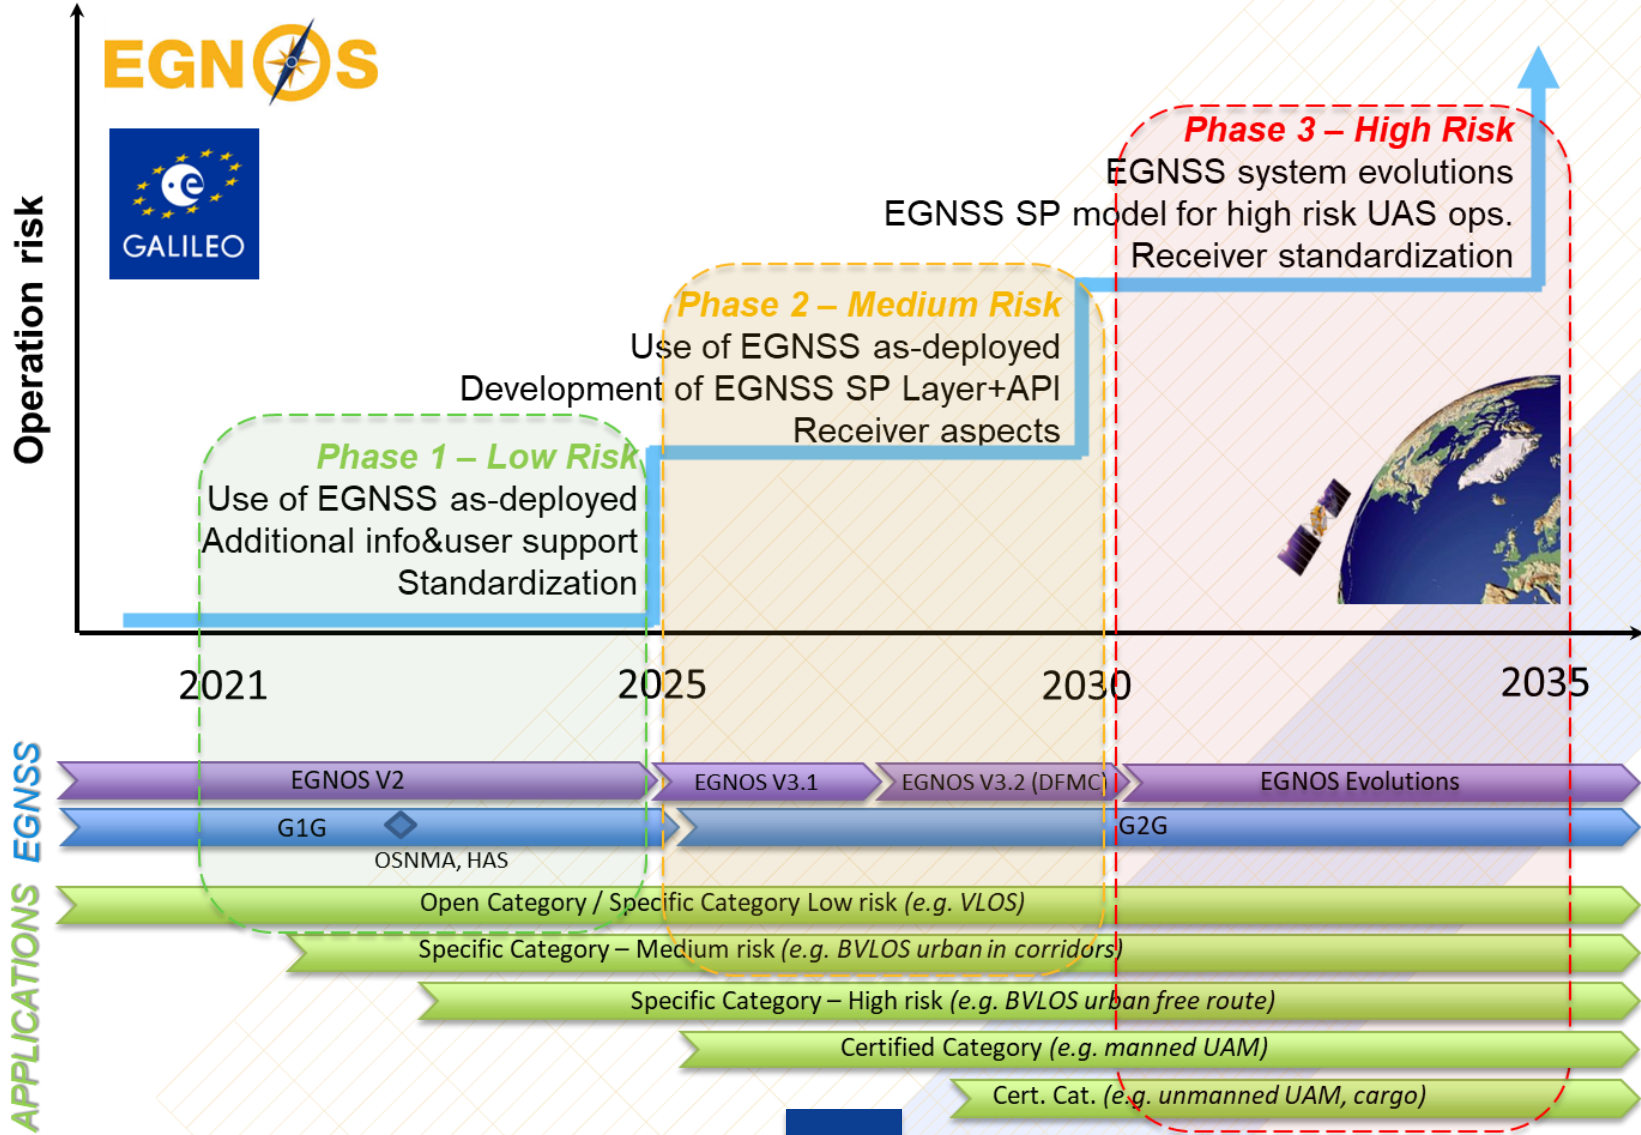 EGNOS
GALILEO
Operation risk
Phase 3 – High Risk
EGNSS system evolutions
EGNSS SP model for high risk UAS ops.
Receiver standardization
Phase 2 – Medium Risk
Use of EGNSS as-deployed
Development of EGNSS SP Layer+API
Receiver aspects
Phase 1 – Low Risk
Use of EGNSS as-deployed
Additional info&user support
Standardization
2021
2025
2030
2035
EGNSS
EGNOS V2
EGNOS V3.1
EGNOS V3.2 (DFMC)
EGNOS Evolutions
G1G
G2G
OSNMA, HAS
APPLICATIONS
Open Category / Specific Category Low risk (e.g. VLOS)
Specific Category – Medium risk (e.g. BVLOS urban in corridors)
Specific Category – High risk (e.g. BVLOS urban free route)
Certified Category (e.g. manned UAM)
Cert. Cat. (e.g. unmanned UAM, cargo)